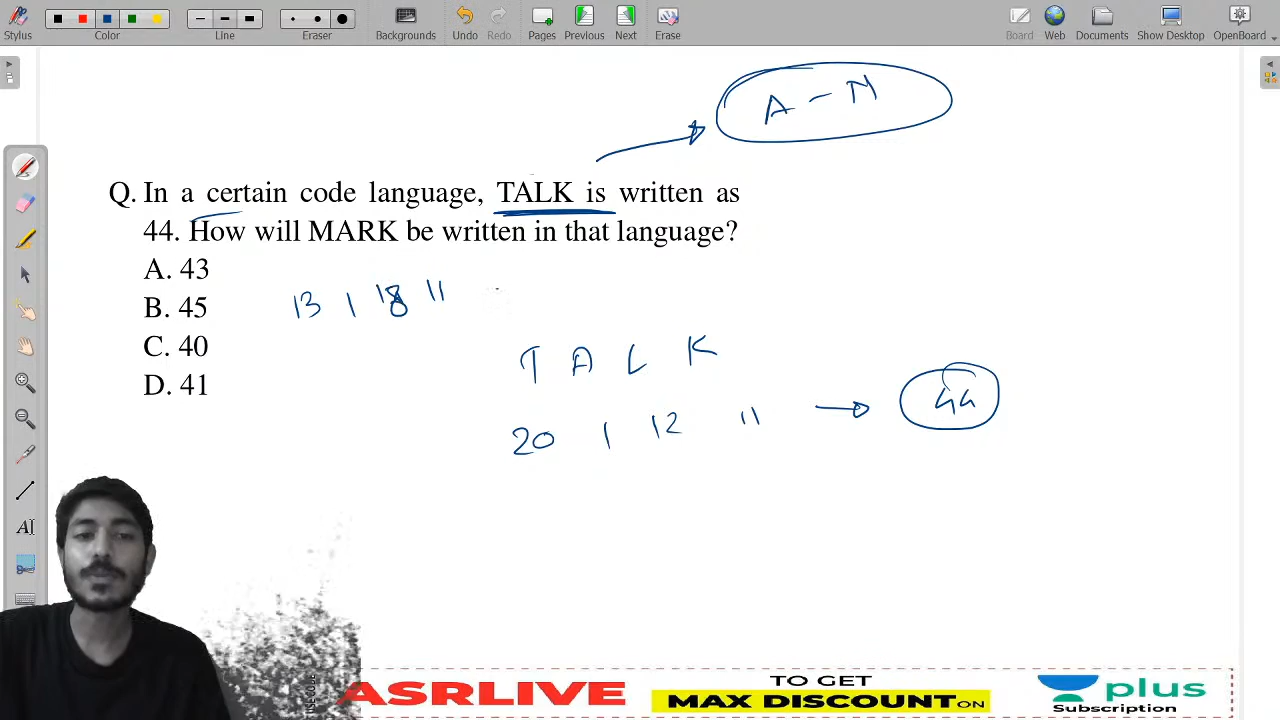 Stylus
Color
Line
Eraser
Backgrounds
Undo
Redo
Pages
Previous
Next
Erase
Board
Web
Documents
Show Desktop
OpenBoard
A - M
Q. In a certain code language, TALK is written as
44. How will MARK be written in that language?
A. 43
B. 45
C. 40
D. 41
13 1 18 11
T A L K
20 1 12 11 → 44
AI
ASRLIVE
TO GET
MAX DISCOUNT ON
plus
Subscription